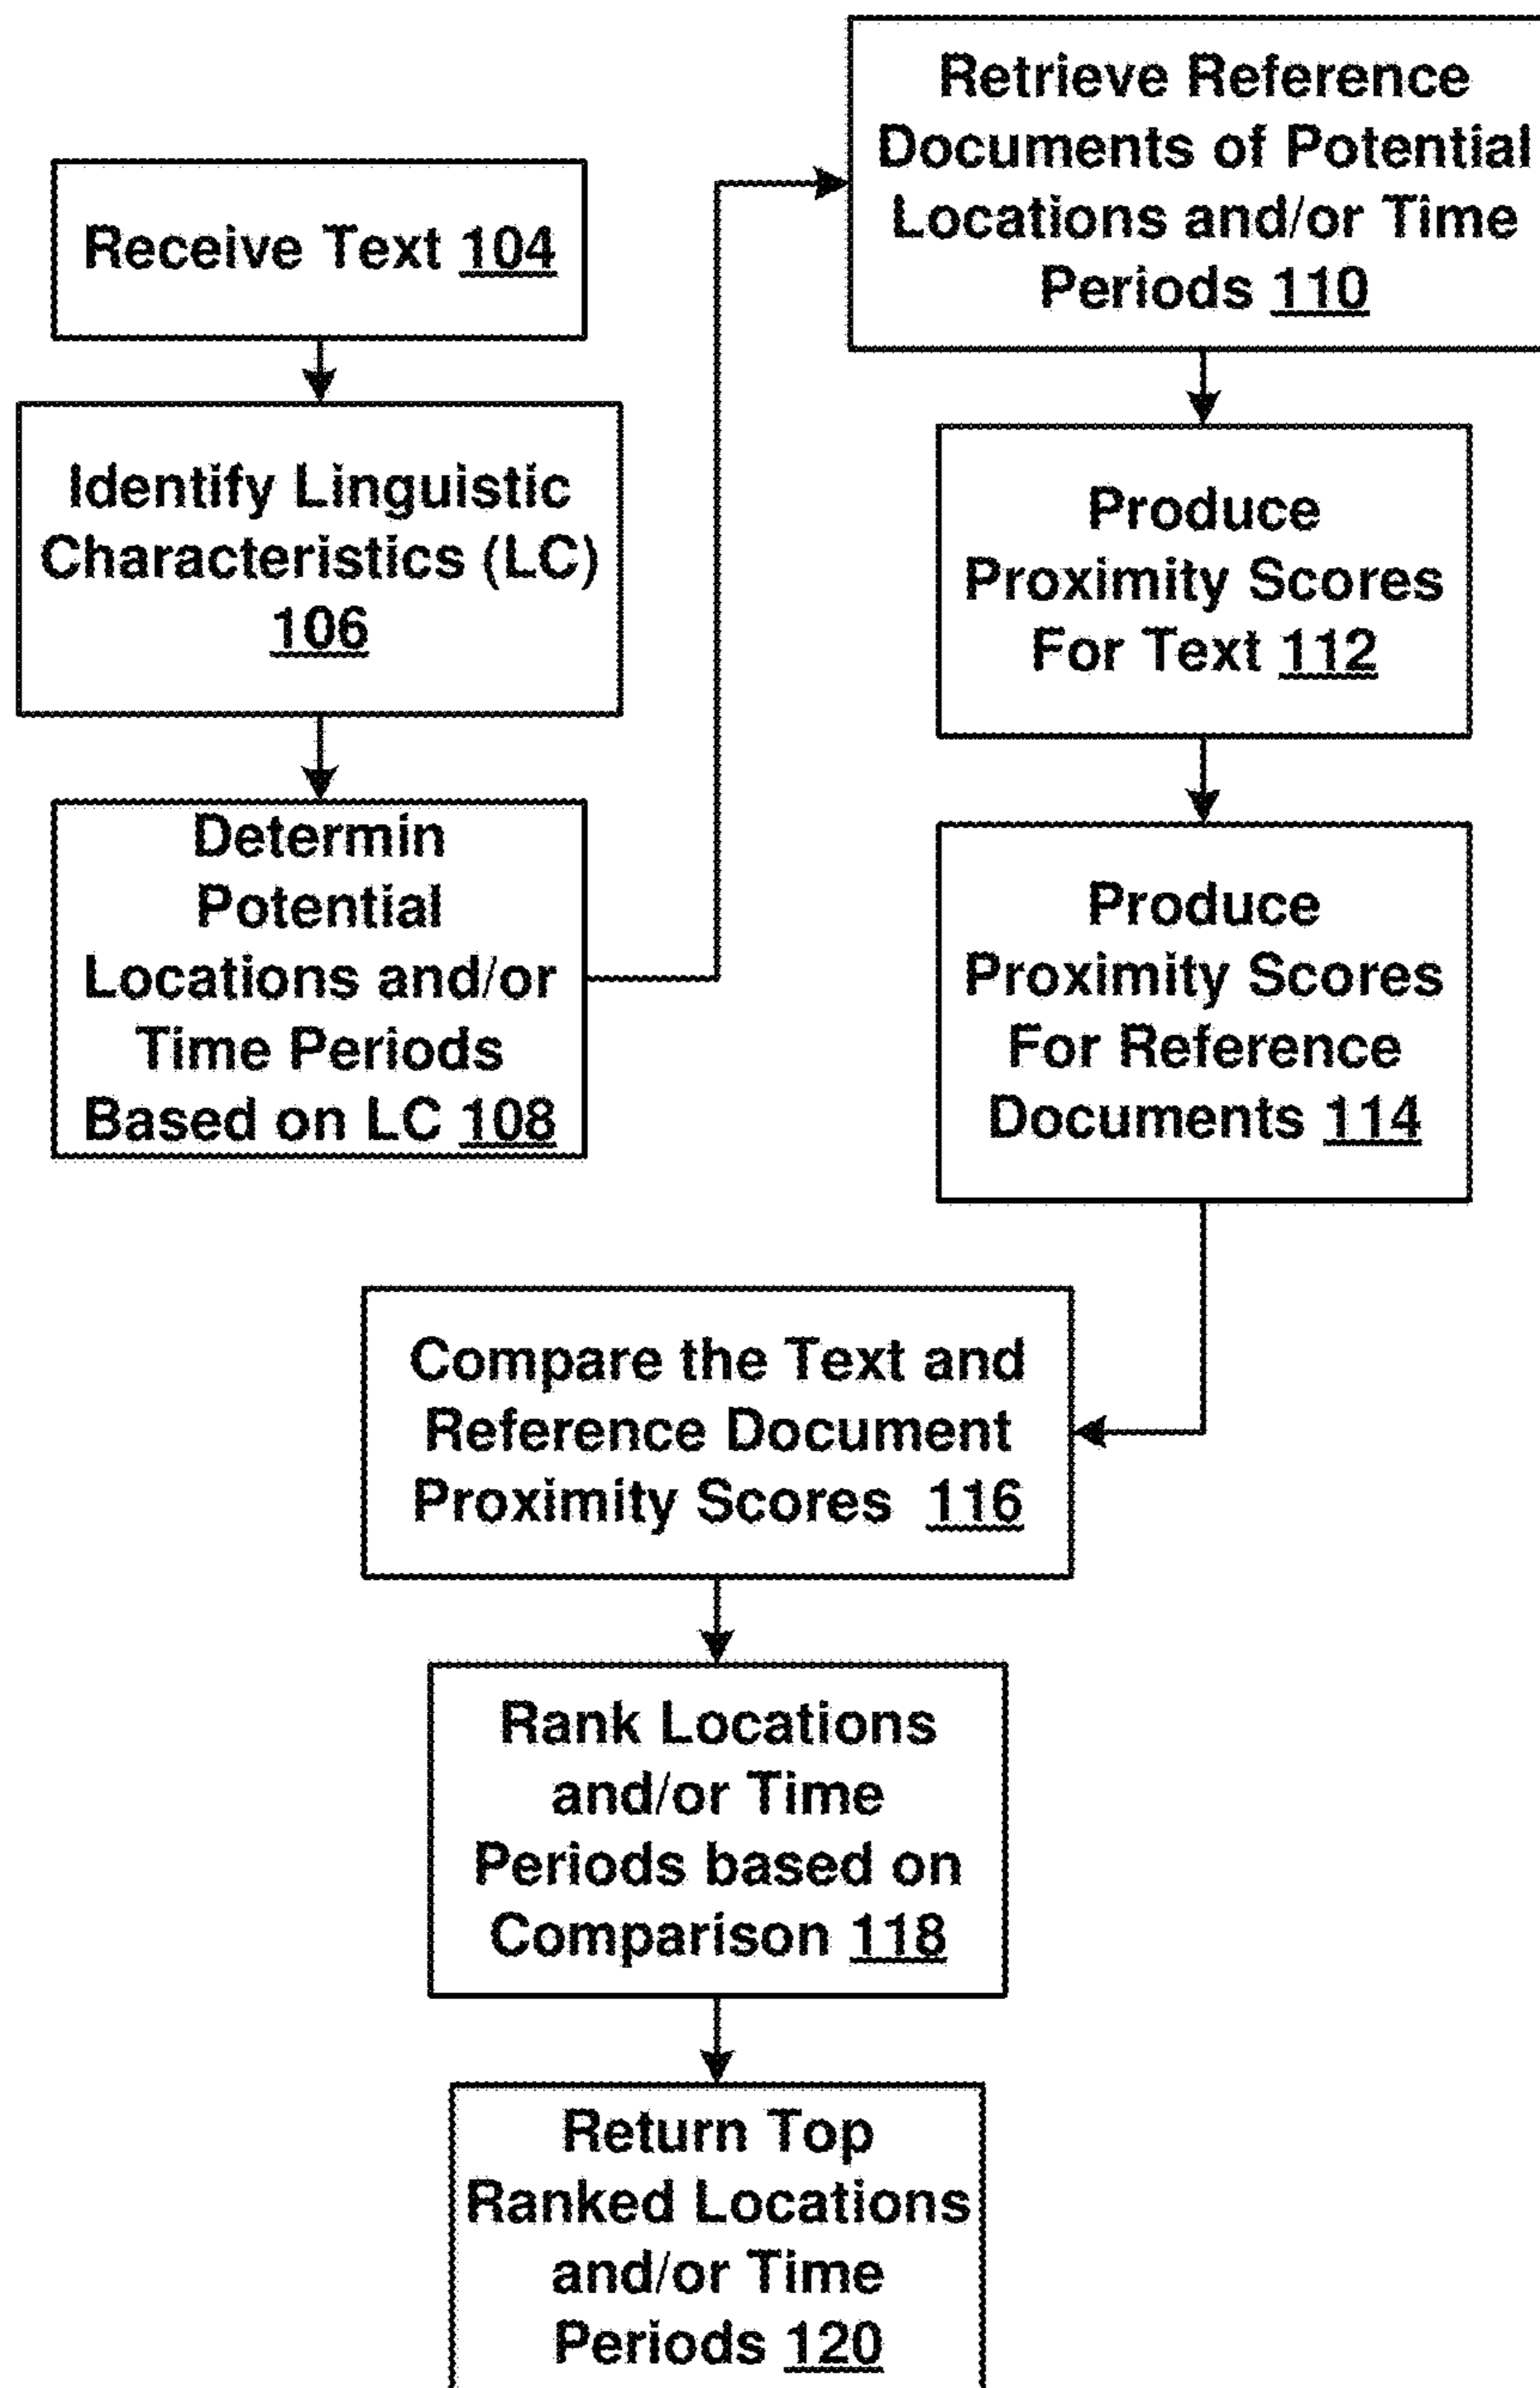 Receive Text 104
Identify Linguistic
Characteristics (LC)
106
Determin
Potential
Locations and/or
Time Periods
Based on LC 108
Retrieve Reference
Documents of Potential
Locations and/or Time
Periods 110
Produce
Proximity Scores
For Text 112
Produce
Proximity Scores
For Reference
Documents 114
Compare the Text and
Reference Document
Proximity Scores 116
Rank Locations
and/or Time
Periods based on
Comparison 118
Return Top
Ranked Locations
and/or Time
Periods 120